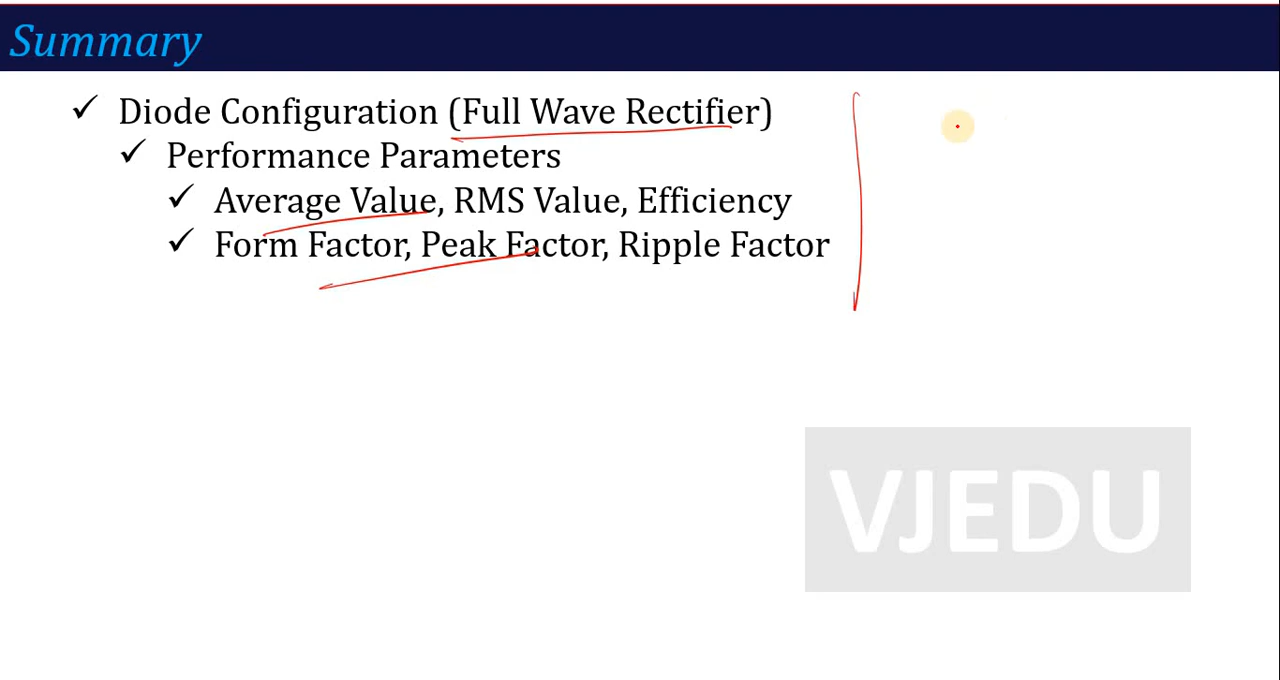 Summary
✓ Diode Configuration (Full Wave Rectifier)
✓ Performance Parameters
✓ Average Value, RMS Value, Efficiency
✓ Form Factor, Peak Factor, Ripple Factor
VJEDU